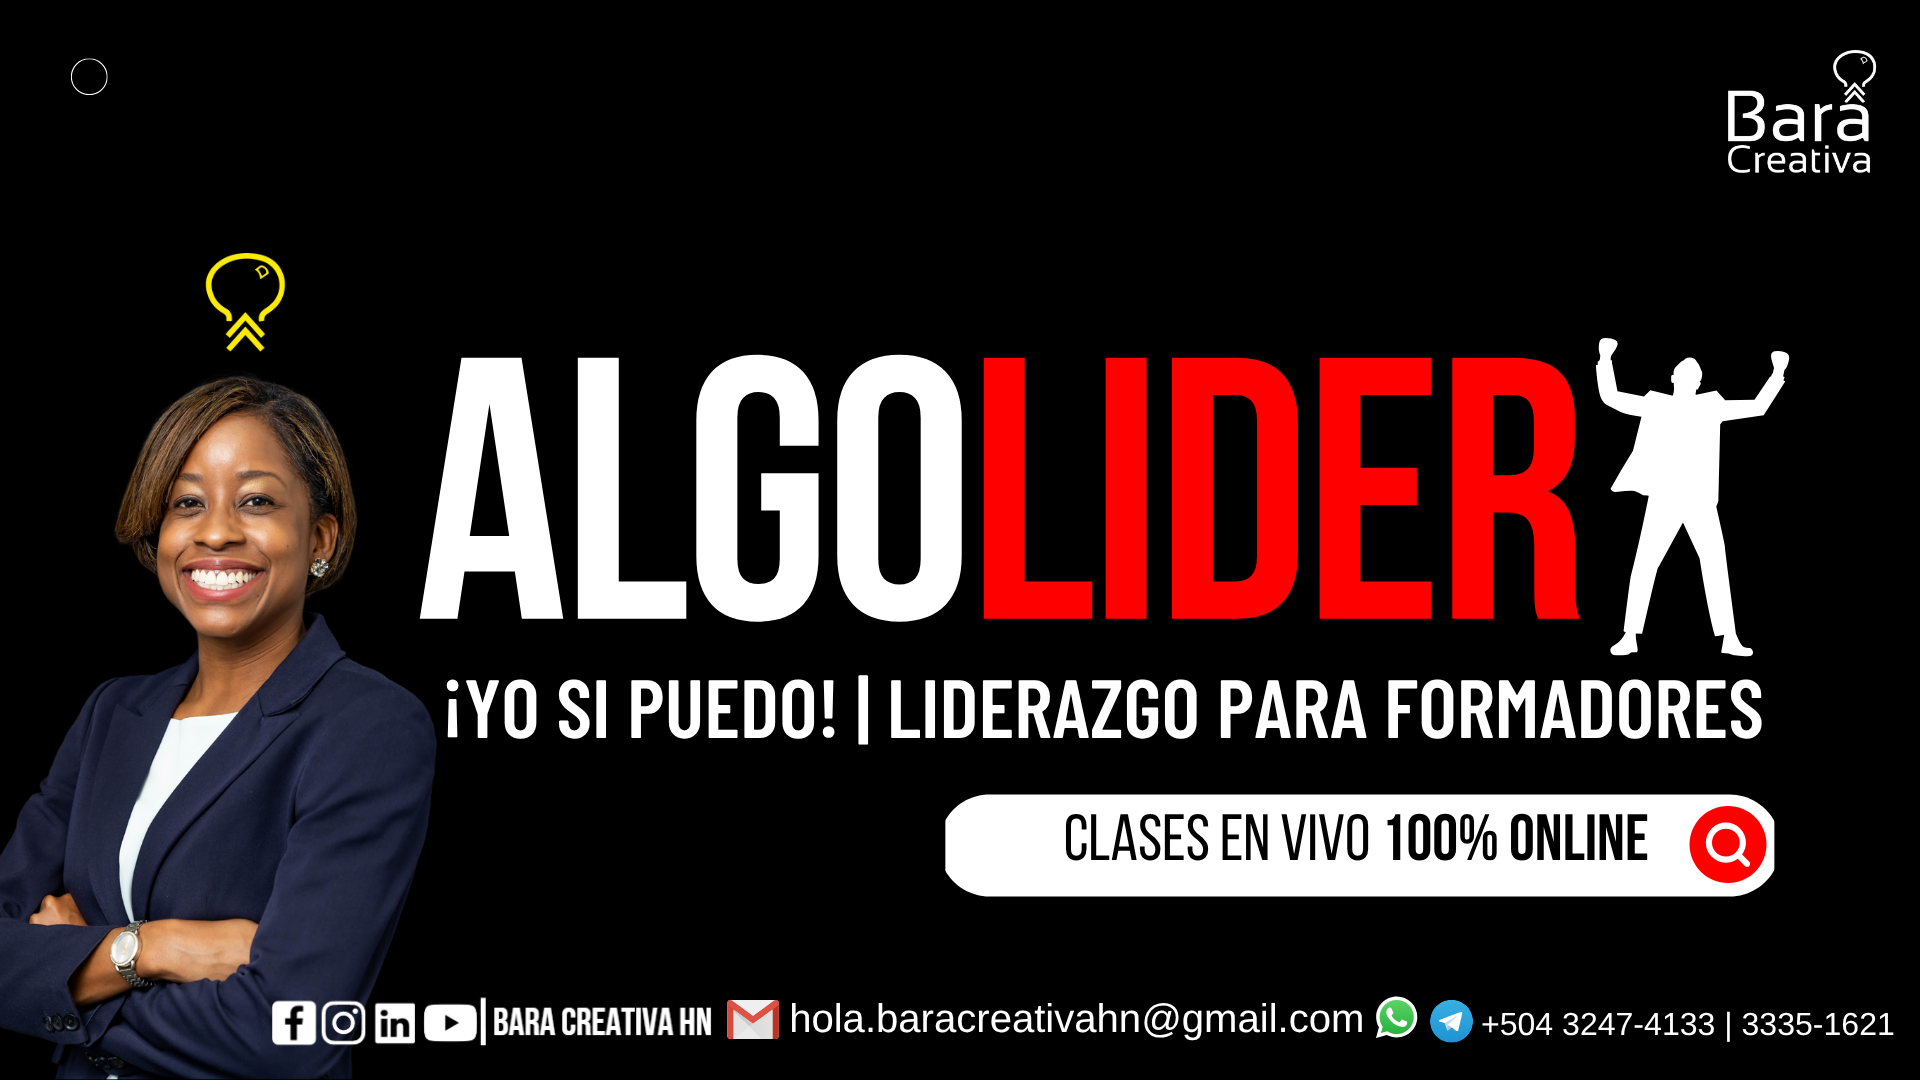 Bara
Creativa
ALGOLIDER
¡YO SI PUEDO! | LIDERAZGO PARA FORMADORES
CLASES EN VIVO 100% ONLINE
BARA CREATIVA HN hola.baracreativahn@gmail.com +504 3247-4133 | 3335-1621